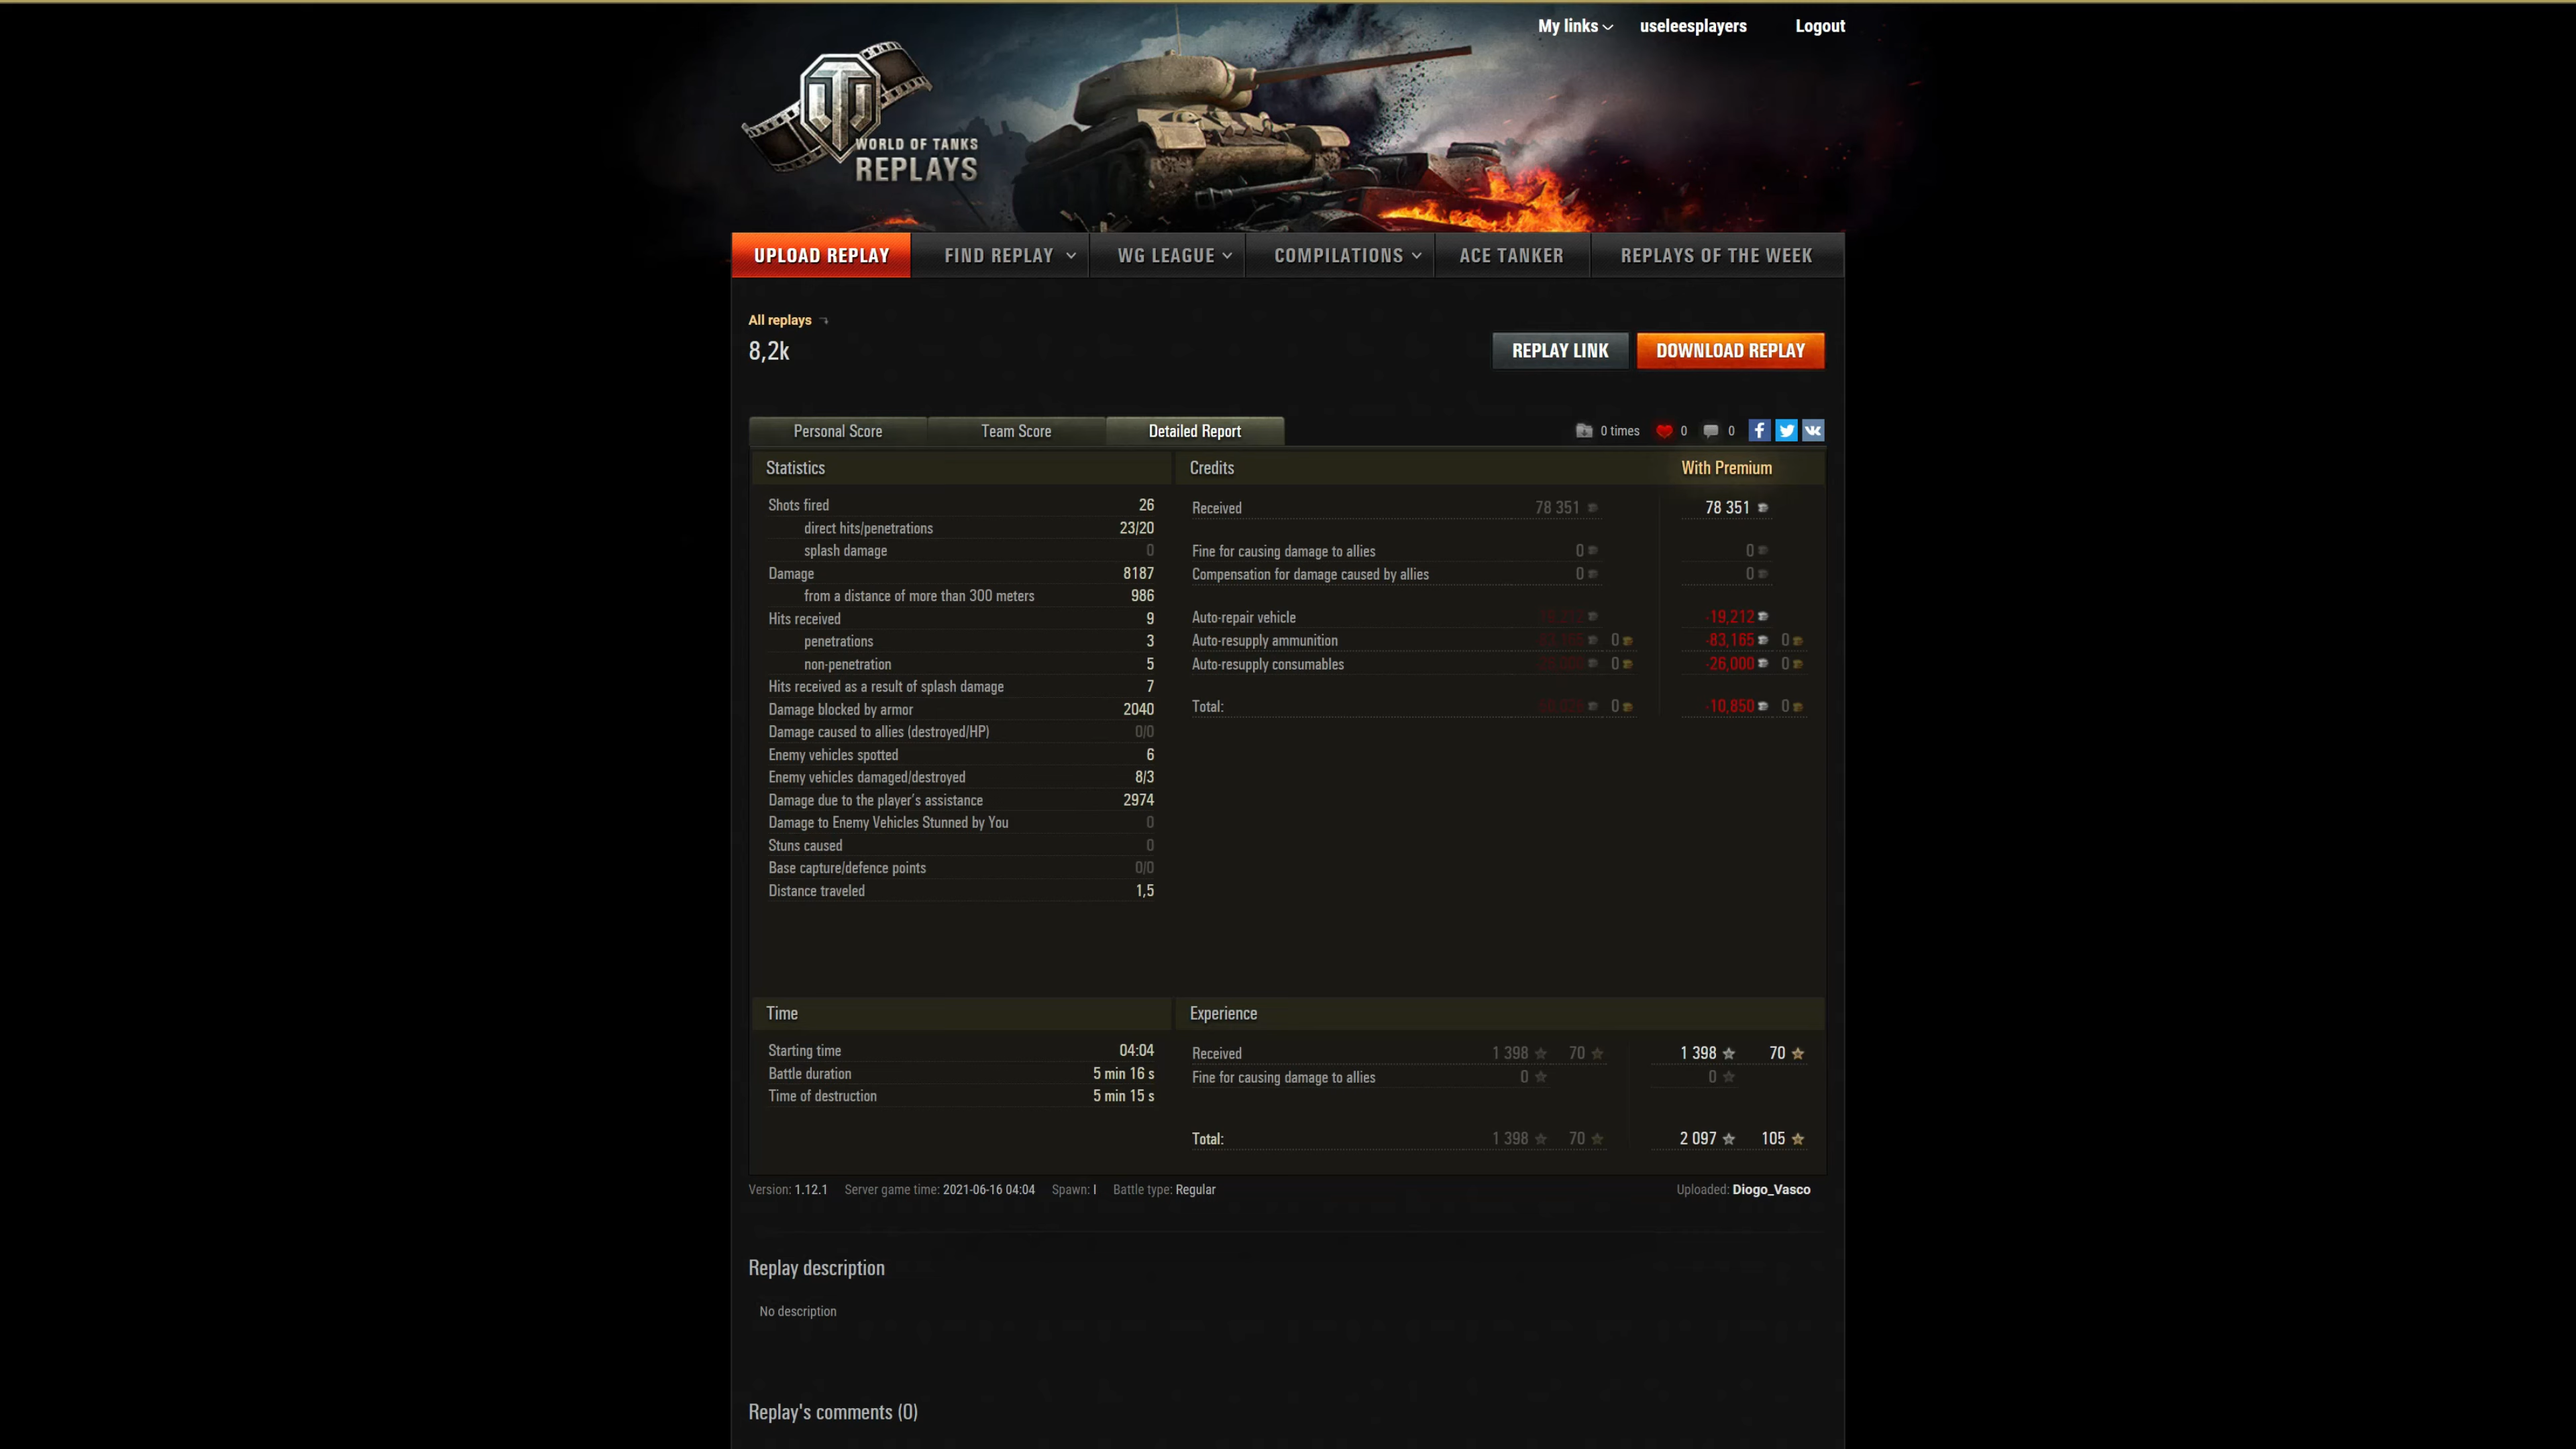 My links useleesplayers Logout
WORLD OF TANKS
REPLAYS
UPLOAD REPLAY FIND REPLAY WG LEAGUE COMPILATIONS ACE TANKER REPLAYS OF THE WEEK
All replays
8,2k
REPLAY LINK DOWNLOAD REPLAY
Personal Score Team Score Detailed Report 0 times 0 0
Statistics
Shots fired 26
direct hits/penetrations 23/20
splash damage 0
Damage 8187
from a distance of more than 300 meters 986
Hits received 9
penetrations 3
non-penetration 5
Hits received as a result of splash damage 7
Damage blocked by armor 2040
Damage caused to allies (destroyed/HP) 0/0
Enemy vehicles spotted 6
Enemy vehicles damaged/destroyed 8/3
Damage due to the player's assistance 2974
Damage to Enemy Vehicles Stunned by You 0
Stuns caused 0
Base capture/defence points 0/0
Distance traveled 1,5
Credits With Premium
Received 78 351 78 351
Fine for causing damage to allies 0 0
Compensation for damage caused by allies 0 0
Auto-repair vehicle -19,212
Auto-resupply ammunition 0 -83,165 0
Auto-resupply consumables 0 -26,000 0
Total: 0 -10,850 0
Time
Starting time 04:04
Battle duration 5 min 16 s
Time of destruction 5 min 15 s
Experience
Received 1 398 70 1 398 70
Fine for causing damage to allies 0 0
Total: 1 398 70 2 097 105
Version: 1.12.1 Server game time: 2021-06-16 04:04 Spawn: I Battle type: Regular Uploaded: Diogo_Vasco
Replay description
No description
Replay's comments (0)